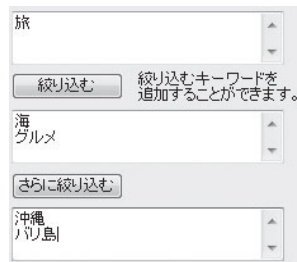 旅
絞り込む
絞り込むキーワードを
追加することができます。
海
グルメ
さらに絞り込む
沖縄
バリ島